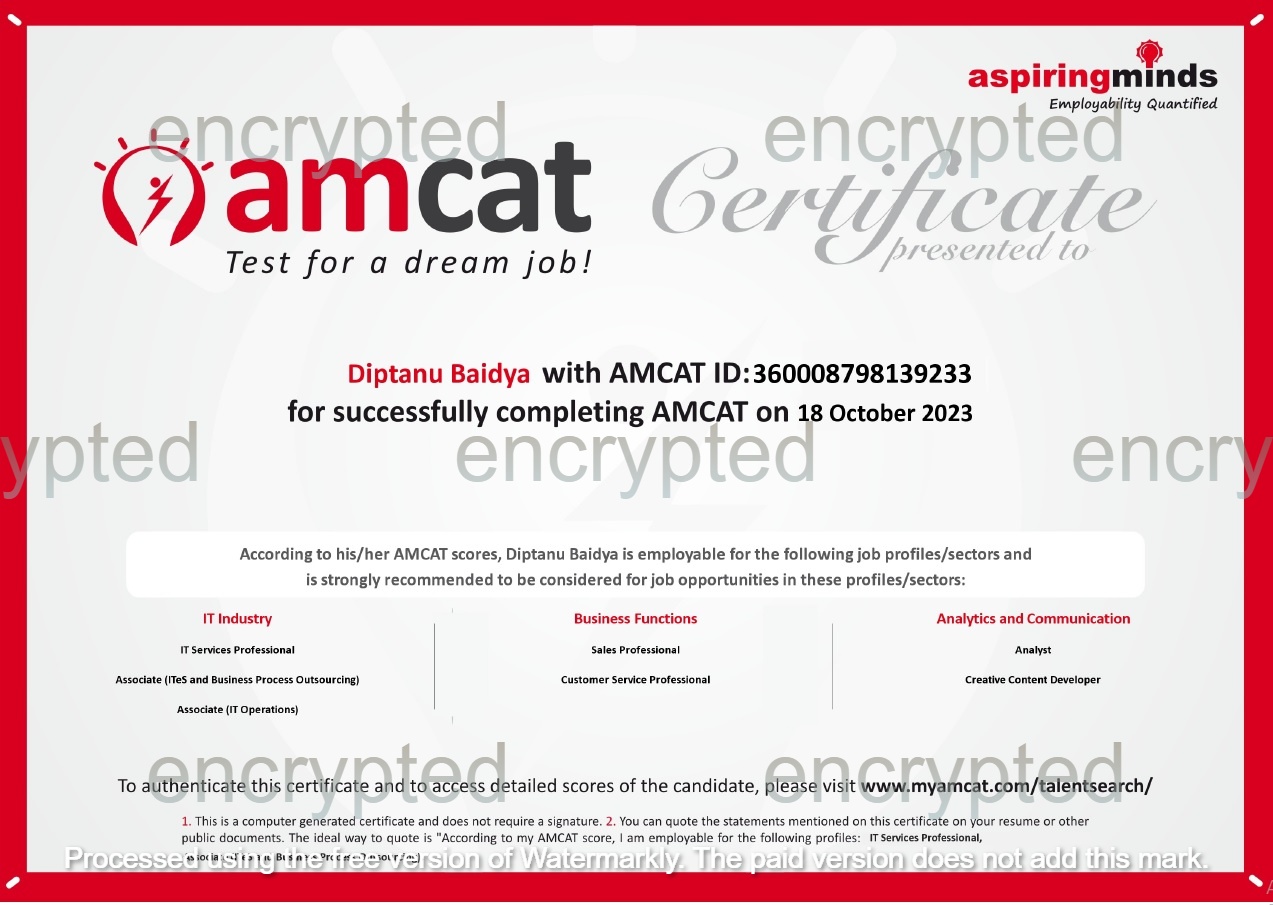 aspiringminds
Employability Quantified
encrypted encrypted
amcat
Certificate
Test for a dream job!
presented to
Diptanu Baidya with AMCAT ID: 360008798139233
for successfully completing AMCAT on 18 October 2023
ypted encrypted encry
According to his/her AMCAT scores, Diptanu Baidya is employable for the following job profiles/sectors and
is strongly recommended to be considered for job opportunities in these profiles/sectors:
IT Industry
IT Services Professional
Associate (ITeS and Business Process Outsourcing)
Associate (IT Operations)
Business Functions
Sales Professional
Customer Service Professional
Analytics and Communication
Analyst
Creative Content Developer
encrypted encrypted
To authenticate this certificate and to access detailed scores of the candidate, please visit www.myamcat.com/talentsearch/
1. This is a computer generated certificate and does not require a signature. 2. You can quote the statements mentioned on this certificate on your resume or other
public documents. The ideal way to quote is "According to my AMCAT score, I am employable for the following profiles: IT Services Professional,
Associate (ITeS and Business Process Outsourcing)
Processed using the free version of Watermarkly. The paid version does not add this mark.